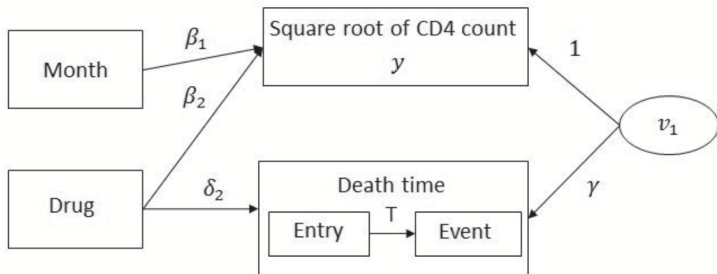 Month
β₁
β₂
Square root of CD4 count
y
1
v₁
Drug
δ₂
Death time
Entry
T
Event
γ